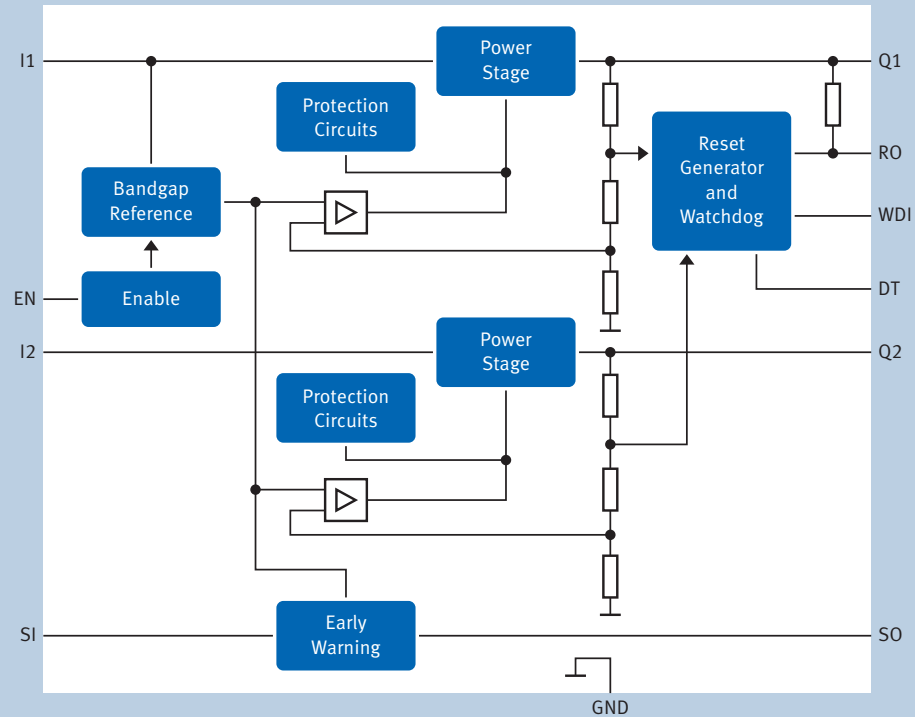 I1
Power
Stage
Q1
Protection
Circuits
Reset
Generator
and
Watchdog
RO
Bandgap
Reference
WDI
EN
Enable
DT
I2
Power
Stage
Q2
Protection
Circuits
SI
Early
Warning
SO
GND